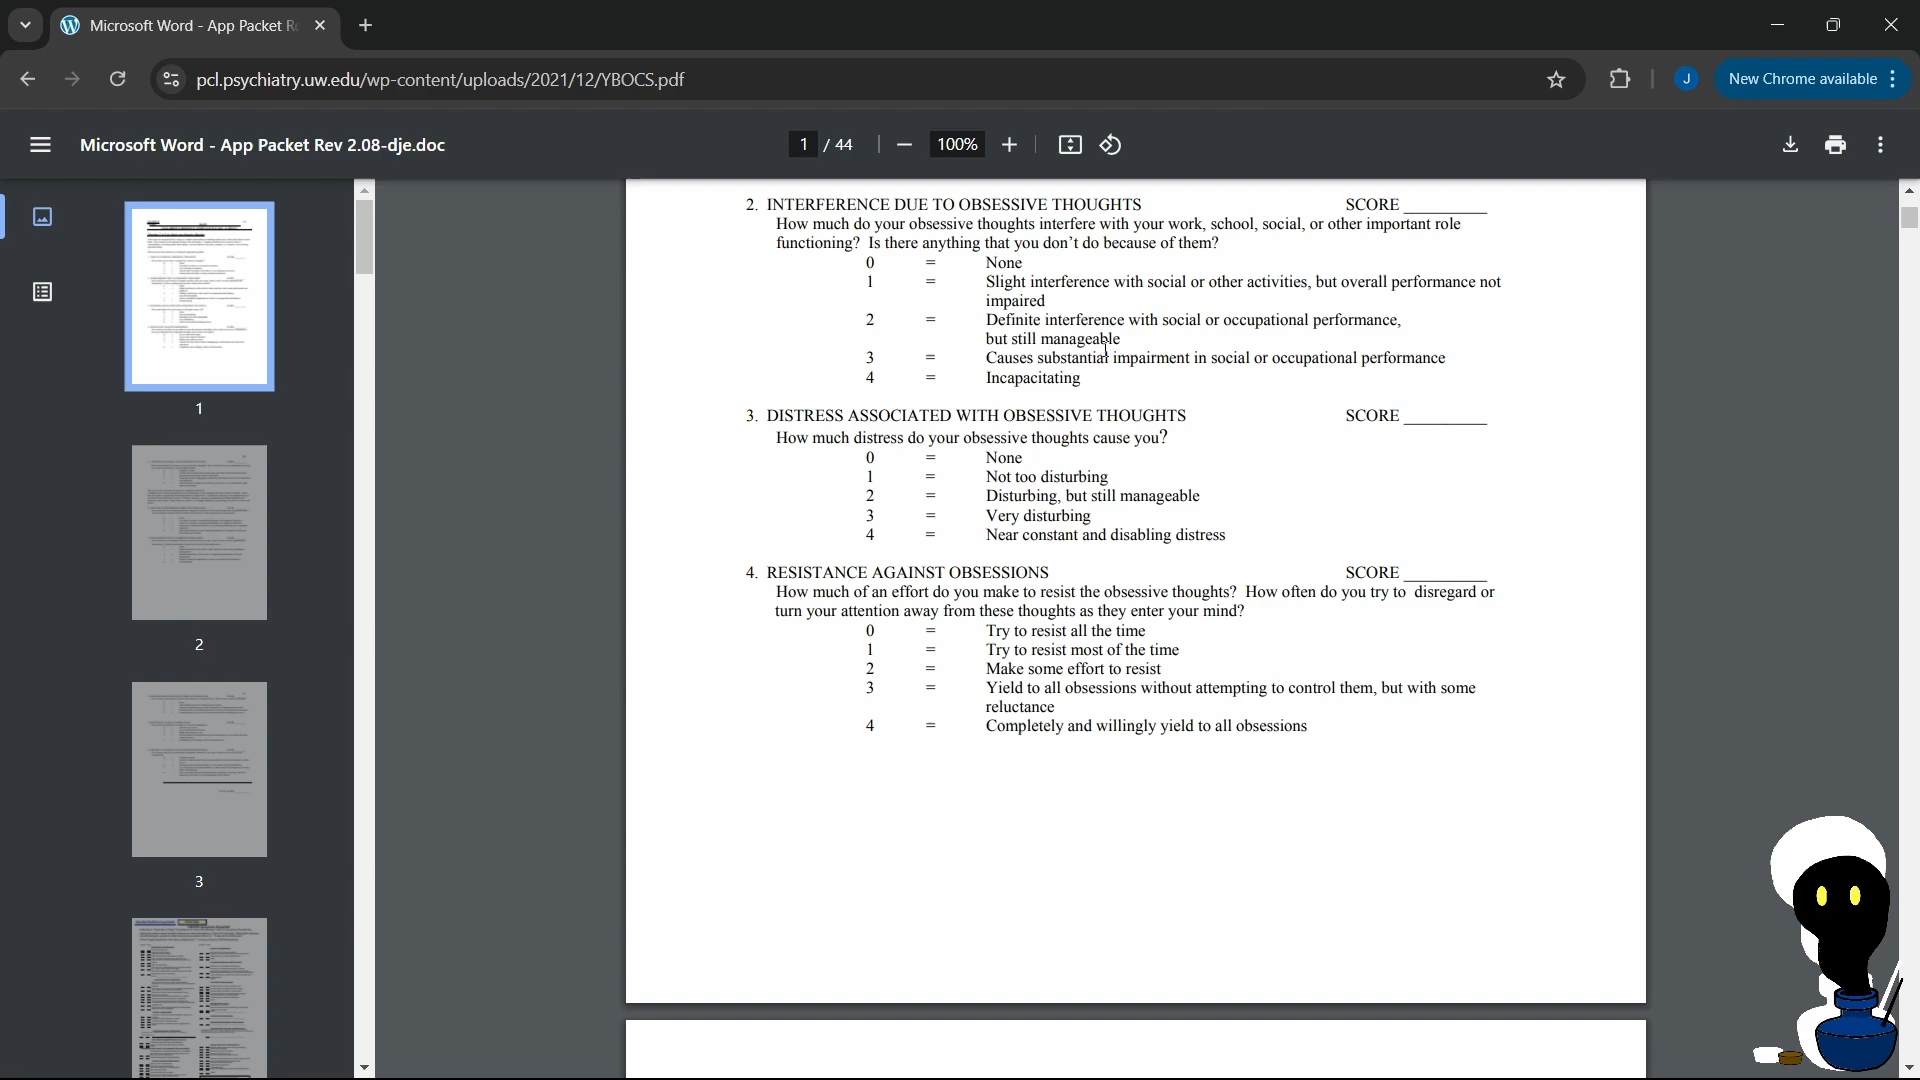 Microsoft Word - App Packet Re
pcl.psychiatry.uw.edu/wp-content/uploads/2021/12/YBOCS.pdf
J
New Chrome available
Microsoft Word - App Packet Rev 2.08-dje.doc
1 / 44
100%
1
2
3
2. INTERFERENCE DUE TO OBSESSIVE THOUGHTS SCORE __________
How much do your obsessive thoughts interfere with your work, school, social, or other important role
functioning? Is there anything that you don’t do because of them?
0 = None
1 = Slight interference with social or other activities, but overall performance not
impaired
2 = Definite interference with social or occupational performance,
but still manageable
3 = Causes substantial impairment in social or occupational performance
4 = Incapacitating
3. DISTRESS ASSOCIATED WITH OBSESSIVE THOUGHTS SCORE __________
How much distress do your obsessive thoughts cause you?
0 = None
1 = Not too disturbing
2 = Disturbing, but still manageable
3 = Very disturbing
4 = Near constant and disabling distress
4. RESISTANCE AGAINST OBSESSIONS SCORE __________
How much of an effort do you make to resist the obsessive thoughts? How often do you try to disregard or
turn your attention away from these thoughts as they enter your mind?
0 = Try to resist all the time
1 = Try to resist most of the time
2 = Make some effort to resist
3 = Yield to all obsessions without attempting to control them, but with some
reluctance
4 = Completely and willingly yield to all obsessions